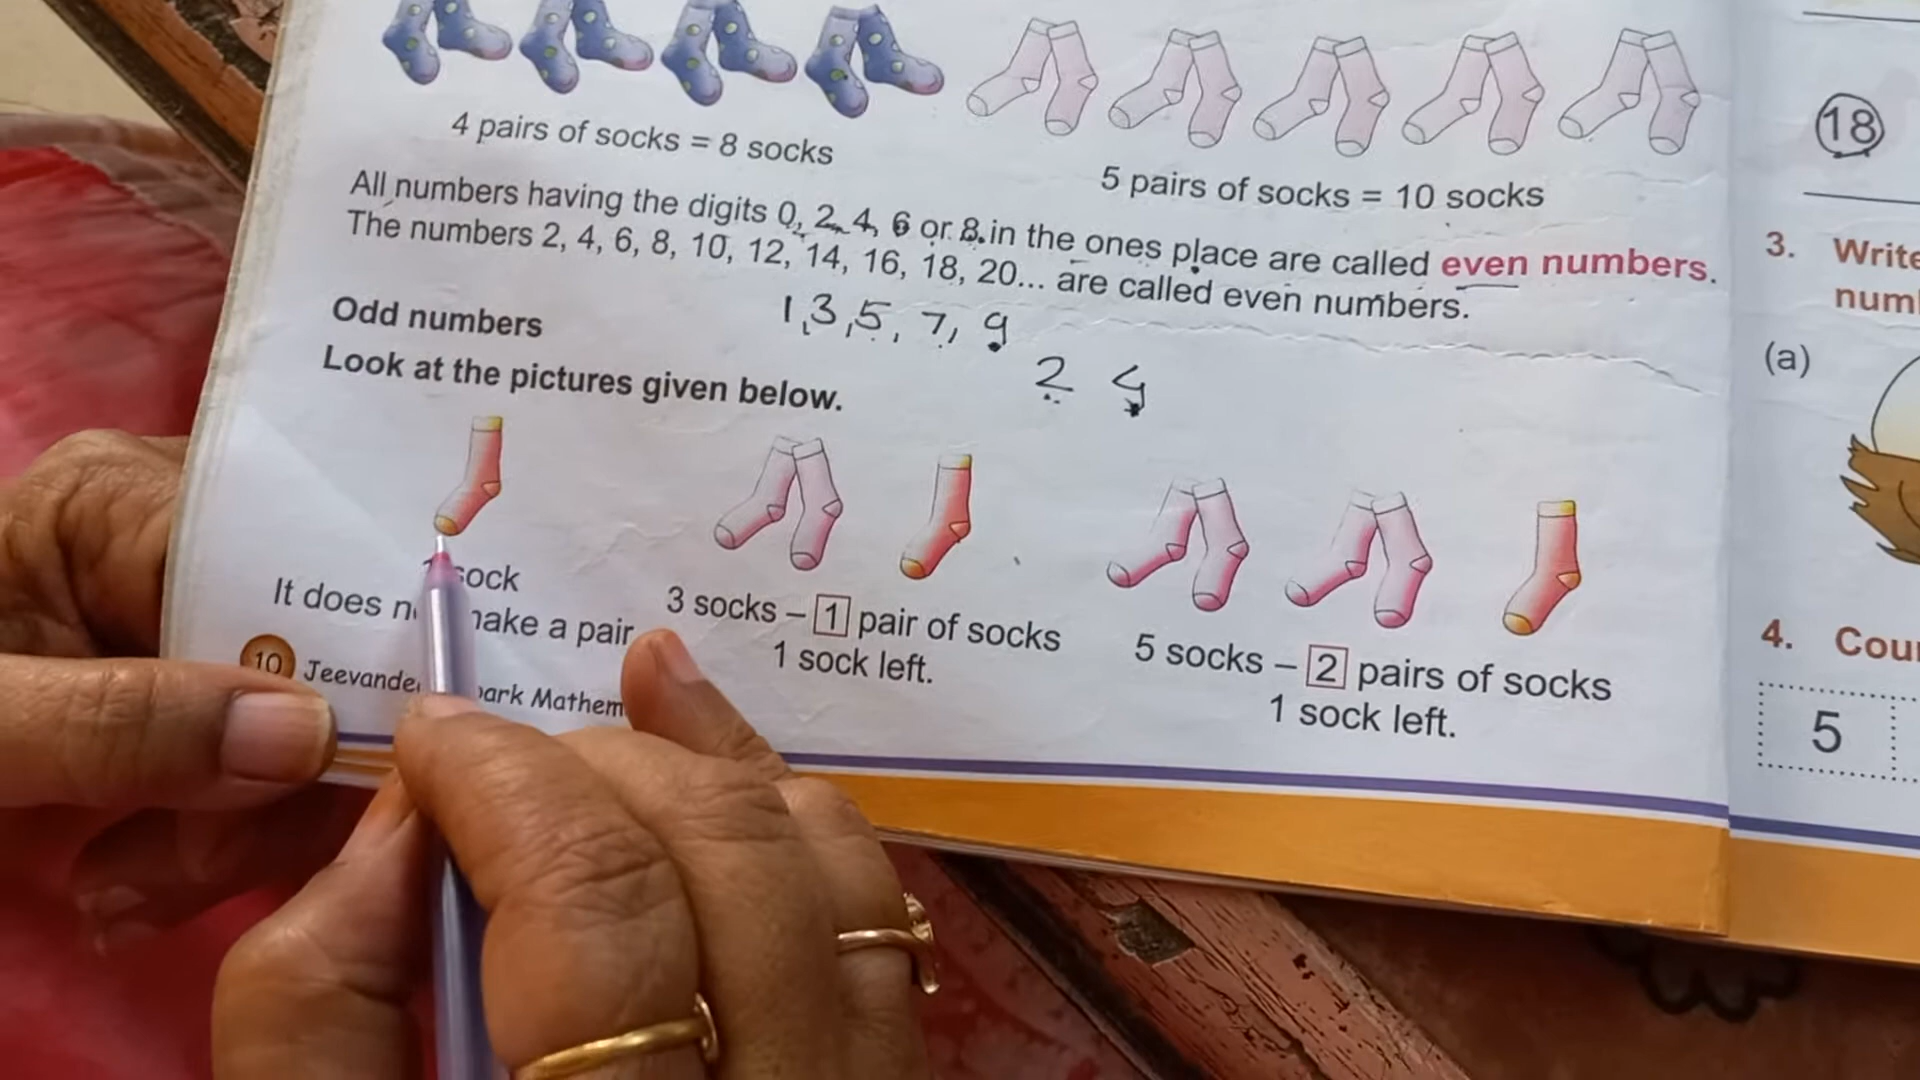 4 pairs of socks = 8 socks
5 pairs of socks = 10 socks
All numbers having the digits 0, 2, 4, 6 or 8 in the ones place are called even numbers.
The numbers 2, 4, 6, 8, 10, 12, 14, 16, 18, 20... are called even numbers.
Odd numbers
1, 3, 5, 7, 9
2 4
Look at the pictures given below.
sock
It does make a pair
3 socks – 1 pair of socks
1 sock left.
5 socks – 2 pairs of socks
1 sock left.
10
18
3. Write
(a)
4.
5